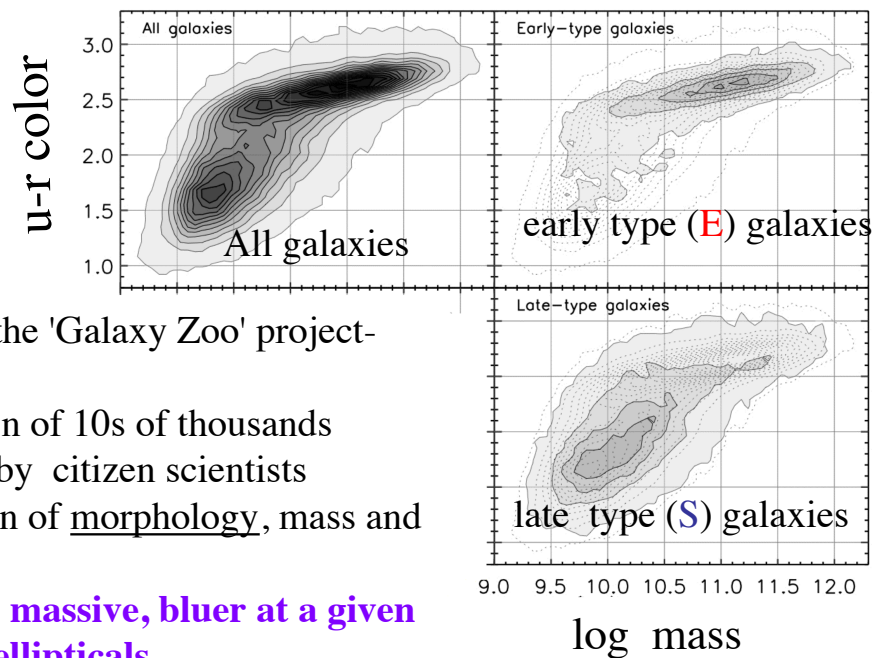 All galaxies
Early-type galaxies
u-r color
3.0
2.5
2.0
1.5
1.0
All galaxies
early type (E) galaxies
Late-type galaxies
the 'Galaxy Zoo' project-
n of 10s of thousands
by citizen scientists
n of morphology, mass and
late type (S) galaxies
9.0 9.5 10.0 10.5 11.0 11.5 12.0
massive, bluer at a given
log mass
ellipticals